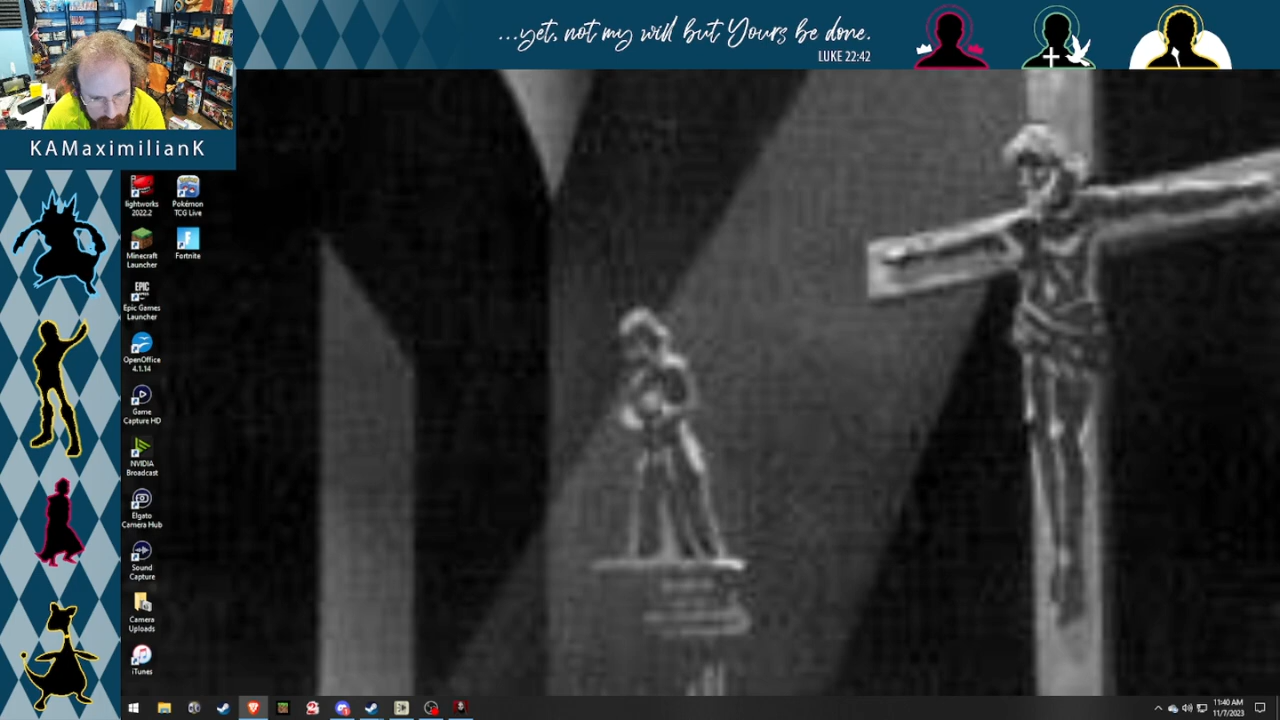 ...yet, not my will but Yours be done.
LUKE 22:42
KAMaximilianK
lightworks
2022.2
Pokémon
TCG Live
Minecraft
Launcher
Fortnite
EPIC
GAMES
Epic Games
Launcher
OpenOffice
4.1.14
Game
Capture HD
NVIDIA
Broadcast
Elgato
Camera Hub
Sound
Capture
Camera
Uploads
iTunes
11:40 AM
11/7/2023